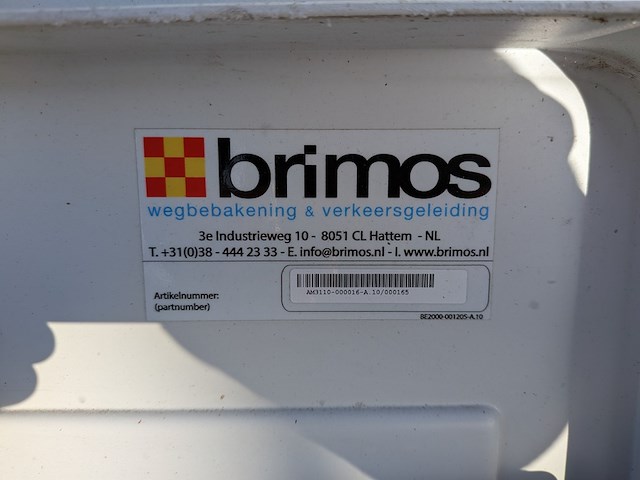 brimos
wegbebakening & verkeersgeleiding
3e Industrieweg 10 - 8051 CL Hattem - NL
T. +31(0)38 - 444 23 33 - E. info@brimos.nl - I. www.brimos.nl
Artikelnummer:
(partnumber)
AM3110-000016-A.10/000165
BE2000-001205-A.10